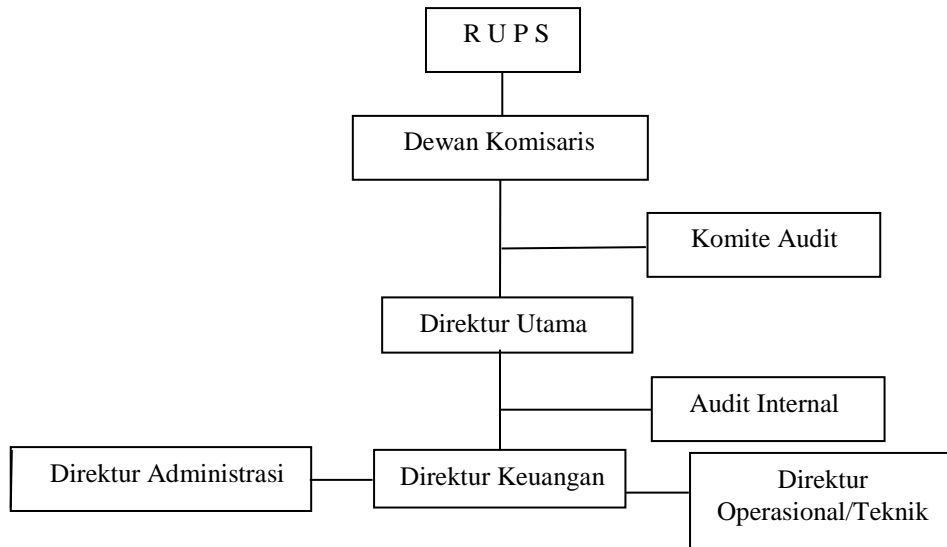 R U P S
Dewan Komisaris
Komite Audit
Direktur Utama
Audit Internal
Direktur Administrasi
Direktur Keuangan
Direktur
Operasional/Teknik